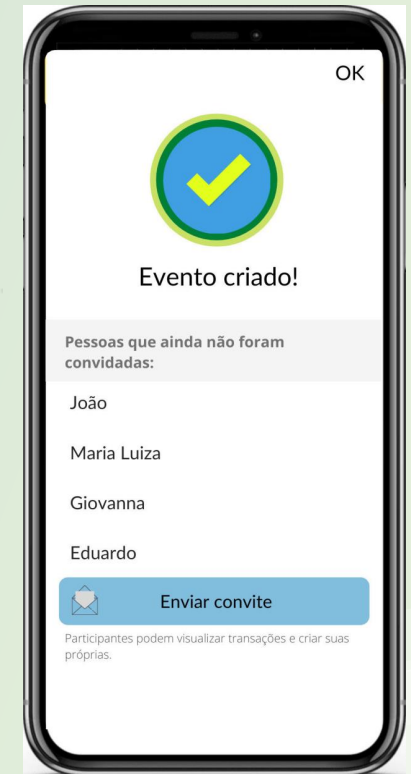 OK
Evento criado!
Pessoas que ainda não foram
convidadas:
João
Maria Luiza
Giovanna
Eduardo
Enviar convite
Participantes podem visualizar transações e criar suas
próprias.